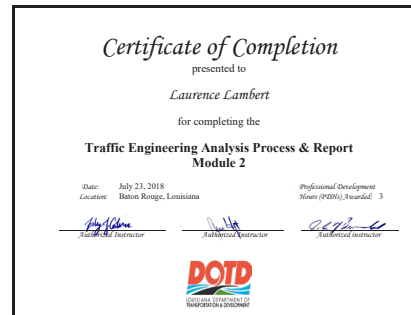 Certificate of Completion
presented to
Laurence Lambert
for completing the
Traffic Engineering Analysis Process & Report
Module 2
Date: July 23, 2018
Location: Baton Rouge, Louisiana
Professional Development
Hours (PDHs) Awarded: 3
Authorized Instructor
Authorized Instructor
Authorized instructor
DOTD
LOUISIANA DEPARTMENT OF
TRANSPORTATION & DEVELOPMENT